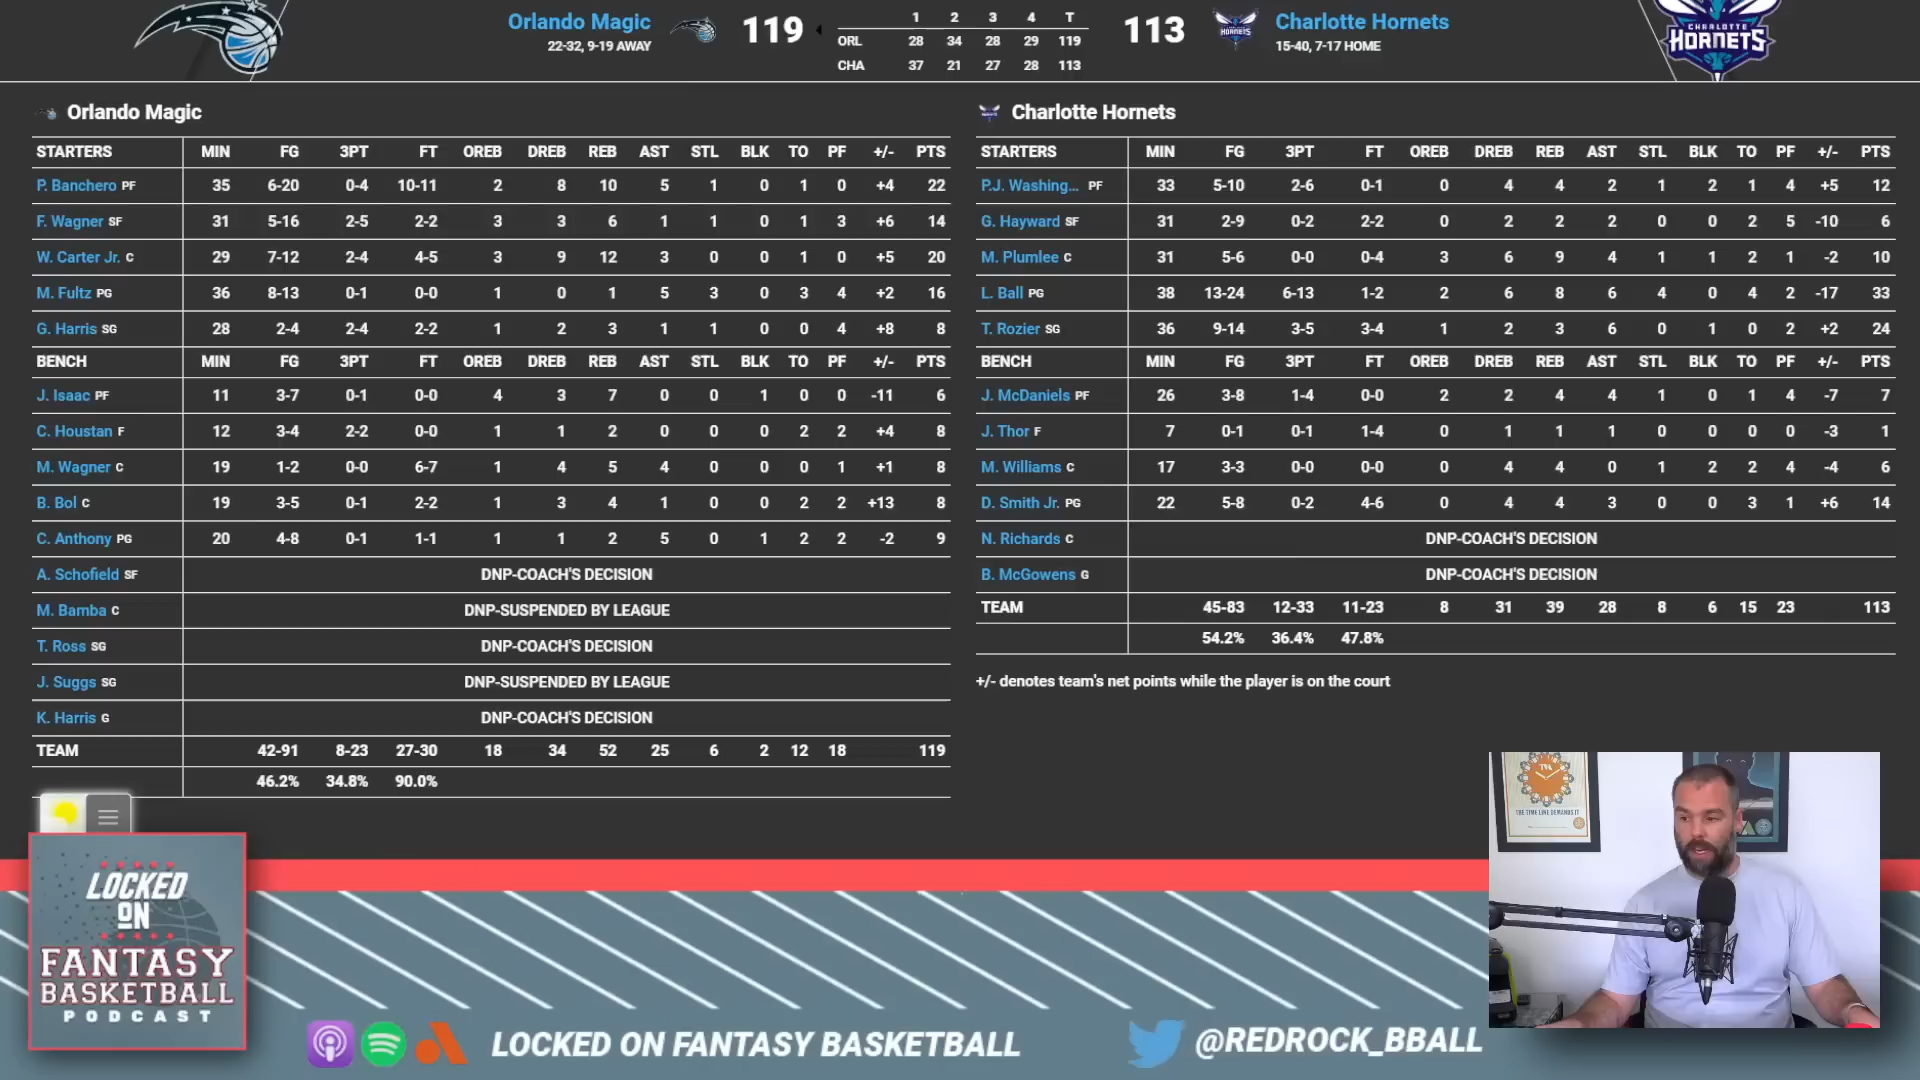 Orlando Magic 119 1 2 3 4 T 113 Charlotte Hornets
22-32, 9-19 AWAY ORL 28 34 28 29 119 15-40, 7-17 HOME
CHA 37 21 27 28 113
CHARLOTTE
HORNETS
Orlando Magic
STARTERS MIN FG 3PT FT OREB DREB REB AST STL BLK TO PF +/- PTS
P. Banchero PF 35 6-20 0-4 10-11 2 8 10 5 1 0 1 0 +4 22
F. Wagner SF 31 5-16 2-5 2-2 3 3 6 1 1 0 1 3 +6 14
W. Carter Jr. C 29 7-12 2-4 4-5 3 9 12 3 0 0 1 0 +5 20
M. Fultz PG 36 8-13 0-1 0-0 1 0 1 5 3 0 3 4 +2 16
G. Harris SG 28 2-4 2-4 2-2 1 2 3 1 1 0 0 4 +8 8
BENCH MIN FG 3PT FT OREB DREB REB AST STL BLK TO PF +/- PTS
J. Isaac PF 11 3-7 0-1 0-0 4 3 7 0 0 1 0 0 -11 6
C. Houstan F 12 3-4 2-2 0-0 1 1 2 0 0 0 2 2 +4 8
M. Wagner C 19 1-2 0-0 6-7 1 4 5 4 0 0 0 1 +1 8
B. Bol C 19 3-5 0-1 2-2 1 3 4 1 0 0 2 2 +13 8
C. Anthony PG 20 4-8 0-1 1-1 1 1 2 5 0 1 2 2 -2 9
A. Schofield SF DNP-COACH'S DECISION
M. Bamba C DNP-SUSPENDED BY LEAGUE
T. Ross SG DNP-COACH'S DECISION
J. Suggs SG DNP-SUSPENDED BY LEAGUE
K. Harris G DNP-COACH'S DECISION
TEAM 42-91 8-23 27-30 18 34 52 25 6 2 12 18 119
46.2% 34.8% 90.0%
Charlotte Hornets
STARTERS MIN FG 3PT FT OREB DREB REB AST STL BLK TO PF +/- PTS
P.J. Washing... PF 33 5-10 2-6 0-1 0 4 4 2 1 2 1 4 +5 12
G. Hayward SF 31 2-9 0-2 2-2 0 2 2 2 0 0 2 5 -10 6
M. Plumlee C 31 5-6 0-0 0-4 3 6 9 4 1 1 2 1 -2 10
L. Ball PG 38 13-24 6-13 1-2 2 6 8 6 4 0 4 2 -17 33
T. Rozier SG 36 9-14 3-5 3-4 1 2 3 6 0 1 0 2 +2 24
BENCH MIN FG 3PT FT OREB DREB REB AST STL BLK TO PF +/- PTS
J. McDaniels PF 26 3-8 1-4 0-0 2 2 4 4 1 0 1 4 -7 7
J. Thor F 7 0-1 0-1 1-4 0 1 1 1 0 0 0 0 -3 1
M. Williams C 17 3-3 0-0 0-0 0 4 4 0 1 2 2 4 -4 6
D. Smith Jr. PG 22 5-8 0-2 4-6 0 4 4 3 0 0 3 1 +6 14
N. Richards C DNP-COACH'S DECISION
B. McGowens G DNP-COACH'S DECISION
TEAM 45-83 12-33 11-23 8 31 39 28 8 6 15 23 113
54.2% 36.4% 47.8%
+/- denotes team's net points while the player is on the court
TVA
THE TIME LINE DEMANDS IT
LOCKED
ON
FANTASY
BASKETBALL
PODCAST
LOCKED ON FANTASY BASKETBALL
@REDROCK_BBALL